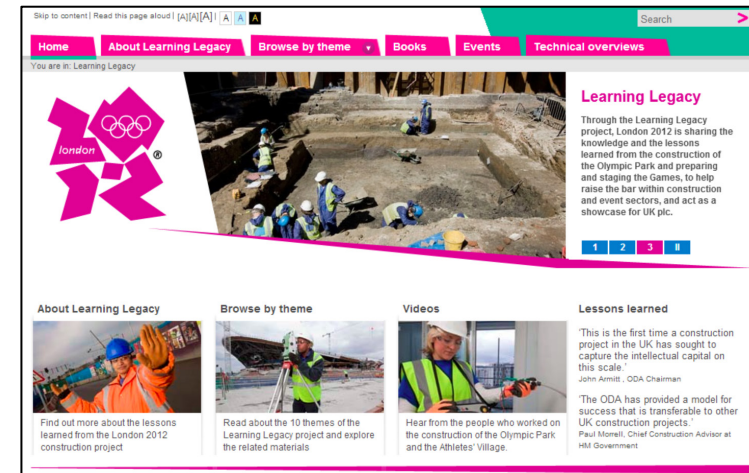 Skip to content | Read this page aloud | [A][A][A] | A A A
Search >
Home About Learning Legacy Browse by theme Books Events Technical overviews
You are in: Learning Legacy
london
®
Learning Legacy
Through the Learning Legacy
project, London 2012 is sharing the
knowledge and the lessons
learned from the construction of
the Olympic Park and preparing
and staging the Games, to help
raise the bar within construction
and event sectors, and act as a
showcase for UK plc.
1 2 3 II
About Learning Legacy
Find out more about the lessons
learned from the London 2012
construction project
Browse by theme
Read about the 10 themes of the
Learning Legacy project and explore
the related materials
Videos
Hear from the people who worked on
the construction of the Olympic Park
and the Athletes' Village.
Lessons learned
'This is the first time a construction
project in the UK has sought to
capture the intellectual capital on
this scale.'
John Armitt , ODA Chairman
'The ODA has provided a model for
success that is transferable to other
UK construction projects.'
Paul Morrell, Chief Construction Advisor at
HM Government